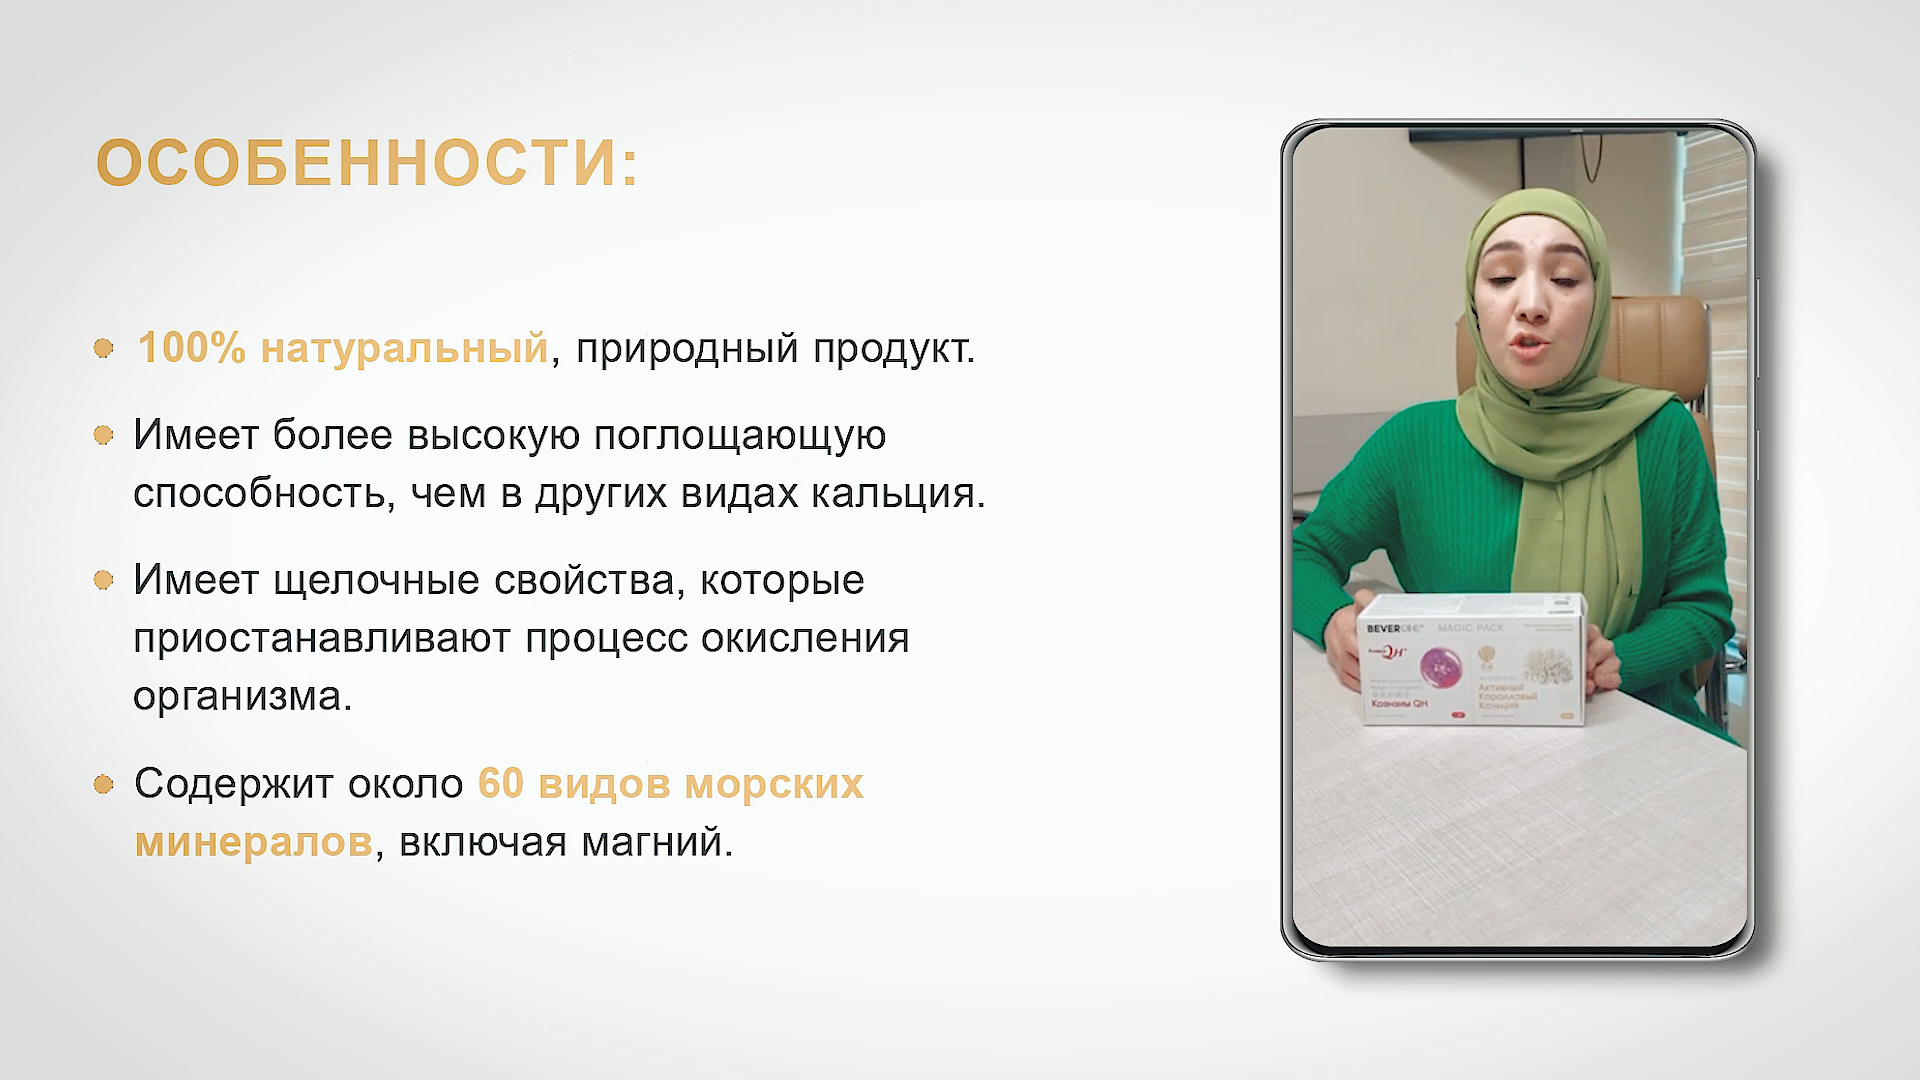 ОСОБЕННОСТИ:
100% натуральный, природный продукт.
Имеет более высокую поглощающую
способность, чем в других видах кальция.
Имеет щелочные свойства, которые
приостанавливают процесс окисления
организма.
Содержит около 60 видов морских
минералов, включая магний.
BEVERONE MAGIC PACK
QH
Коэнзим QH
Активный
Коралловый
Кальций